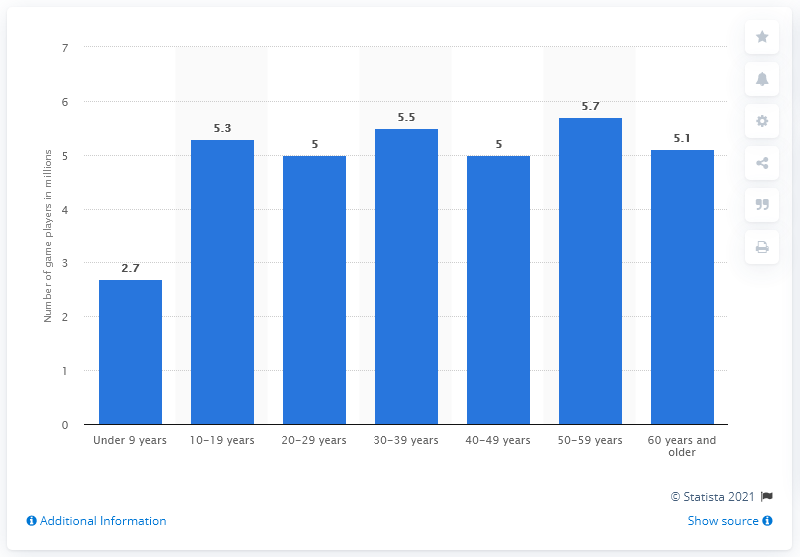 Number of game players in millions
7
6
5
4
3
2
1
0
2.7
5.3
5
5.5
5
5.7
5.1
Under 9 years
10–19 years
20–29 years
30–39 years
40–49 years
50–59 years
60 years and
older
© Statista 2021
Additional Information
Show source